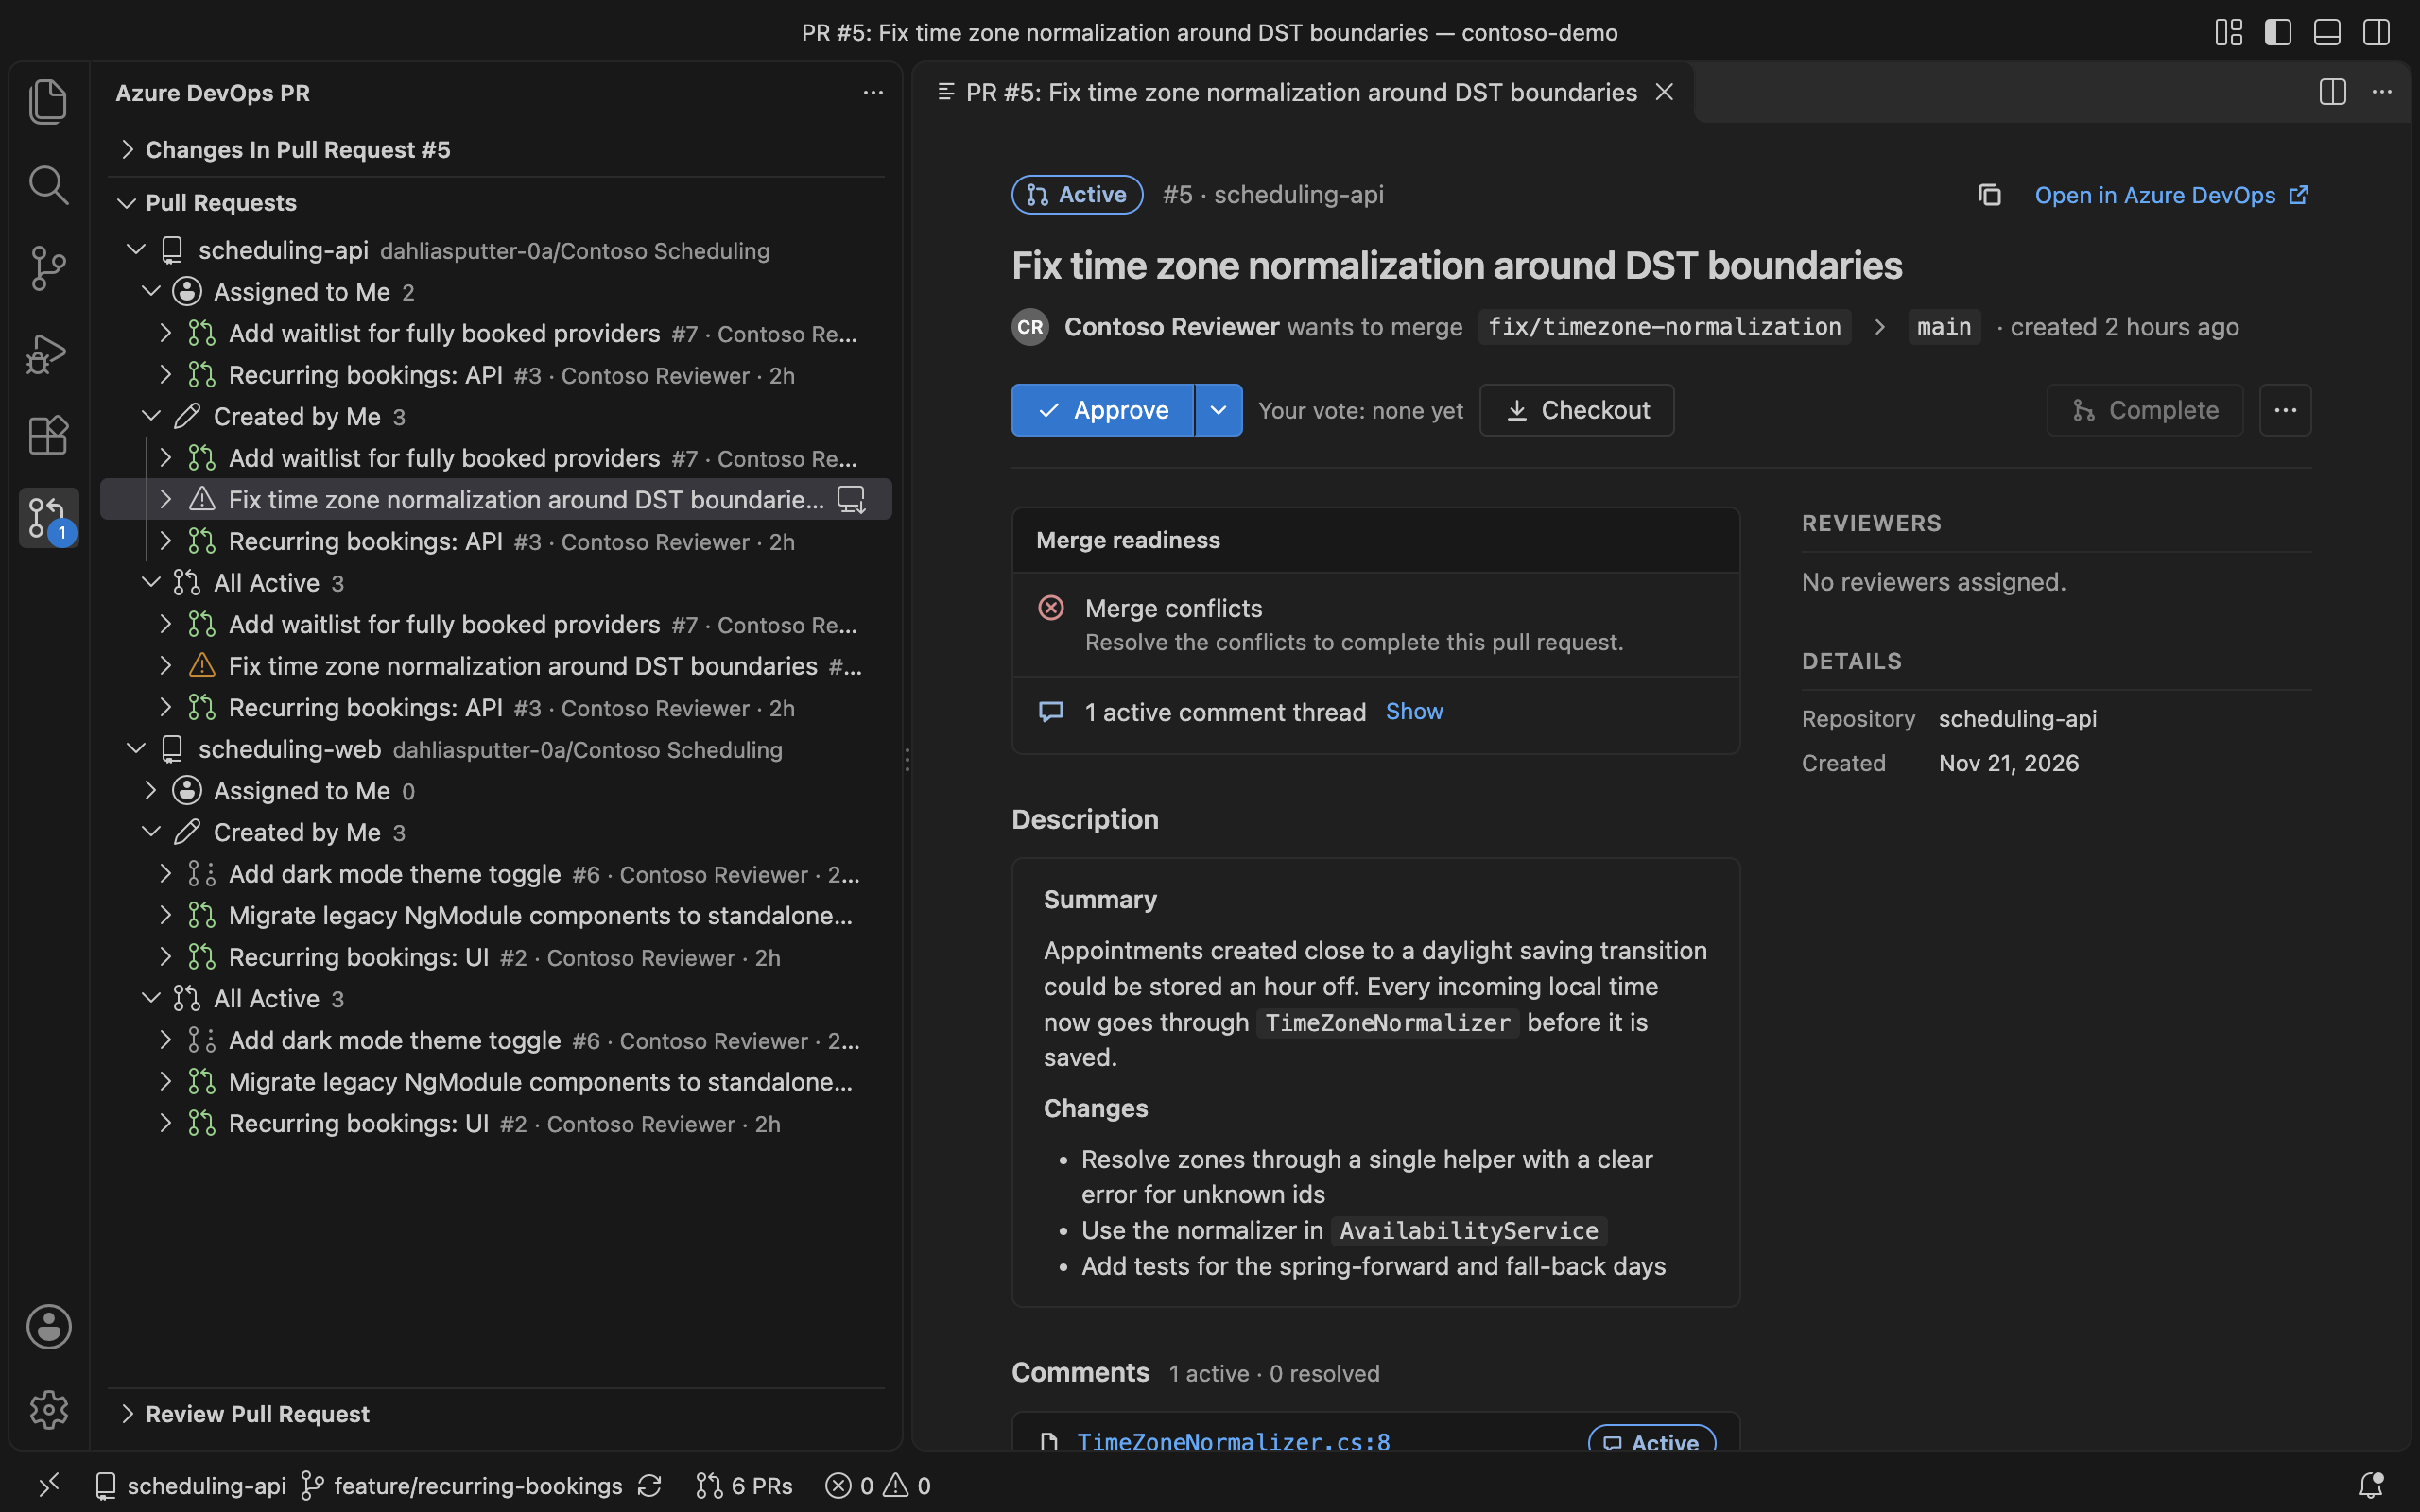 PR #5: Fix time zone normalization around DST boundaries — contoso-demo
Azure DevOps PR
Changes In Pull Request #5
Pull Requests
scheduling-api dahliasputter-0a/Contoso Scheduling
Assigned to Me 2
Add waitlist for fully booked providers #7 · Contoso Re...
Recurring bookings: API #3 · Contoso Reviewer · 2h
Created by Me 3
Add waitlist for fully booked providers #7 · Contoso Re...
Fix time zone normalization around DST boundarie...
Recurring bookings: API #3 · Contoso Reviewer · 2h
All Active 3
Add waitlist for fully booked providers #7 · Contoso Re...
Fix time zone normalization around DST boundaries #...
Recurring bookings: API #3 · Contoso Reviewer · 2h
scheduling-web dahliasputter-0a/Contoso Scheduling
Assigned to Me 0
Created by Me 3
Add dark mode theme toggle #6 · Contoso Reviewer · 2...
Migrate legacy NgModule components to standalone...
Recurring bookings: UI #2 · Contoso Reviewer · 2h
All Active 3
Add dark mode theme toggle #6 · Contoso Reviewer · 2...
Migrate legacy NgModule components to standalone...
Recurring bookings: UI #2 · Contoso Reviewer · 2h
Review Pull Request
1
PR #5: Fix time zone normalization around DST boundaries
Active #5 · scheduling-api
Open in Azure DevOps
Fix time zone normalization around DST boundaries
CR Contoso Reviewer wants to merge fix/timezone-normalization > main · created 2 hours ago
Approve Your vote: none yet Checkout Complete
Merge readiness
Merge conflicts
Resolve the conflicts to complete this pull request.
1 active comment thread Show
Description
Summary
Appointments created close to a daylight saving transition
could be stored an hour off. Every incoming local time
now goes through TimeZoneNormalizer before it is
saved.
Changes
• Resolve zones through a single helper with a clear
error for unknown ids
• Use the normalizer in AvailabilityService
• Add tests for the spring-forward and fall-back days
Comments 1 active · 0 resolved
TimeZoneNormalizer.cs:8 Active
REVIEWERS
No reviewers assigned.
DETAILS
Repository scheduling-api
Created Nov 21, 2026
scheduling-api feature/recurring-bookings 6 PRs 0 0